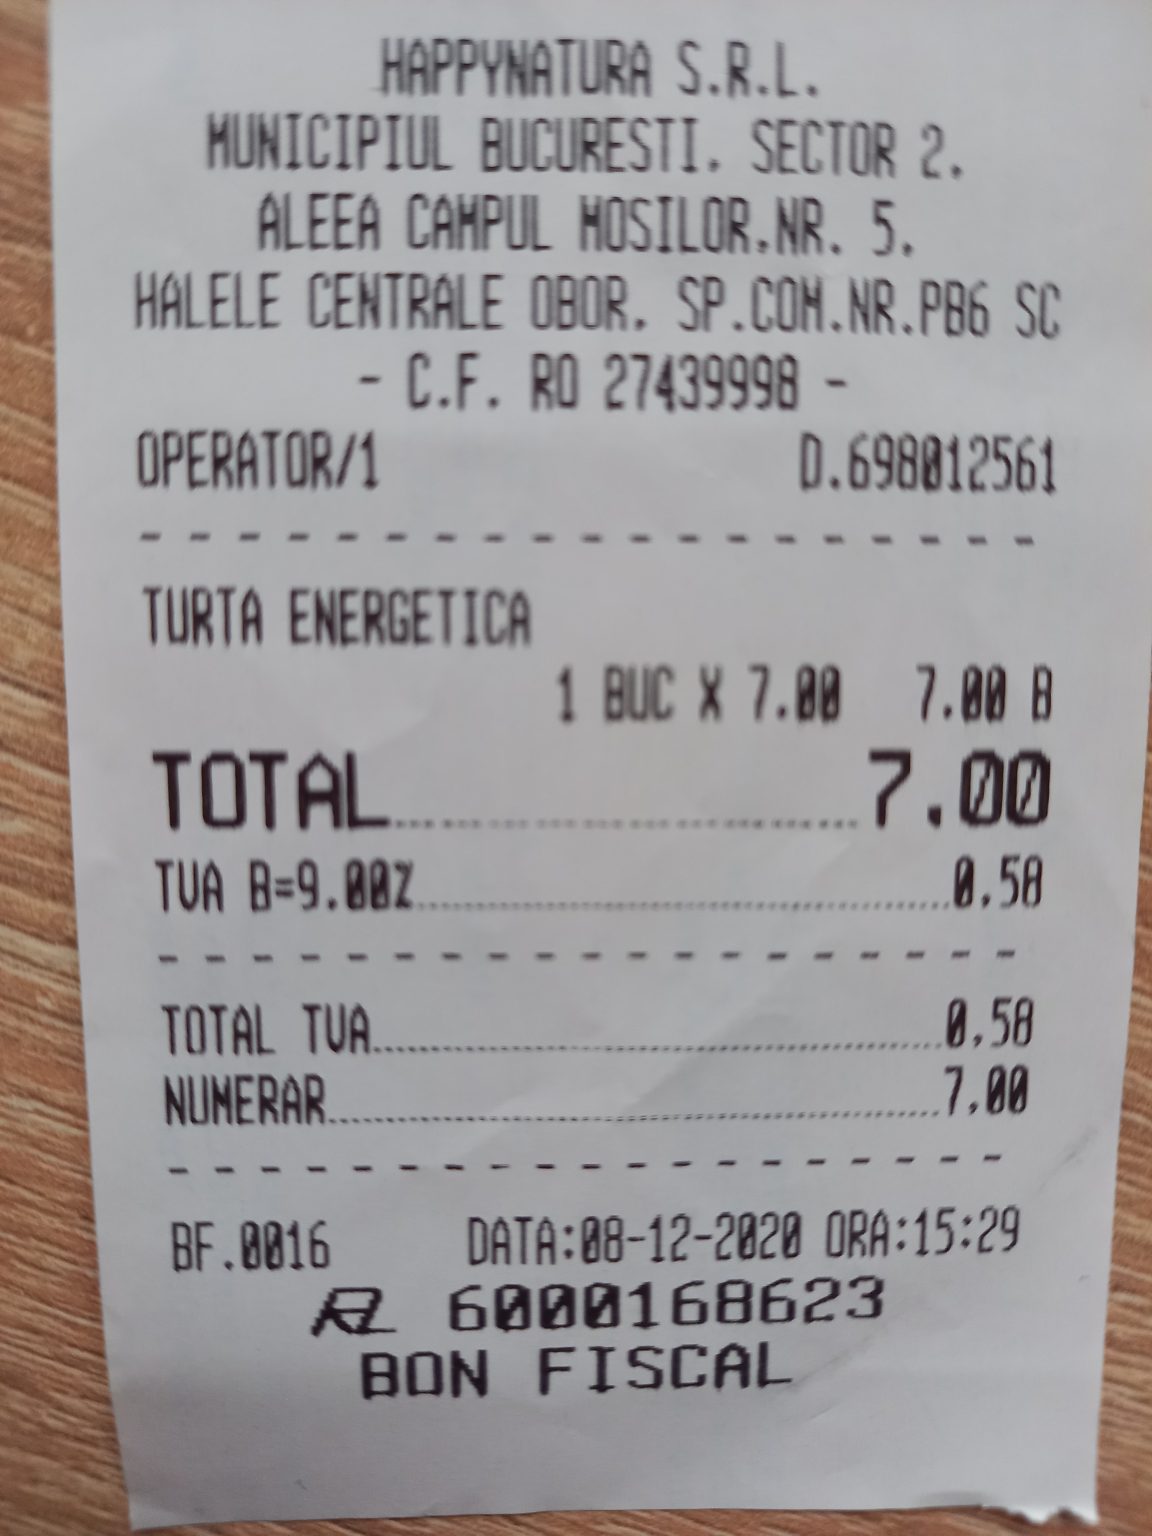 HAPPYNATURA S.R.L.
MUNICIPIUL BUCURESTI. SECTOR 2.
ALEEA CAMPUL MOSILOR.NR. 5.
HALELE CENTRALE OBOR. SP.COM.NR.PB6 SC
- C.F. RO 27439998 -
OPERATOR/1 D.698012561
TURTA ENERGETICA
1 BUC X 7.00 7.00 B
TOTAL 7.00
TVA B=9.00% 0.58
TOTAL TVA 0.58
NUMERAR 7.00
BF.0016 DATA:08-12-2020 ORA:15:29
6000168623
BON FISCAL